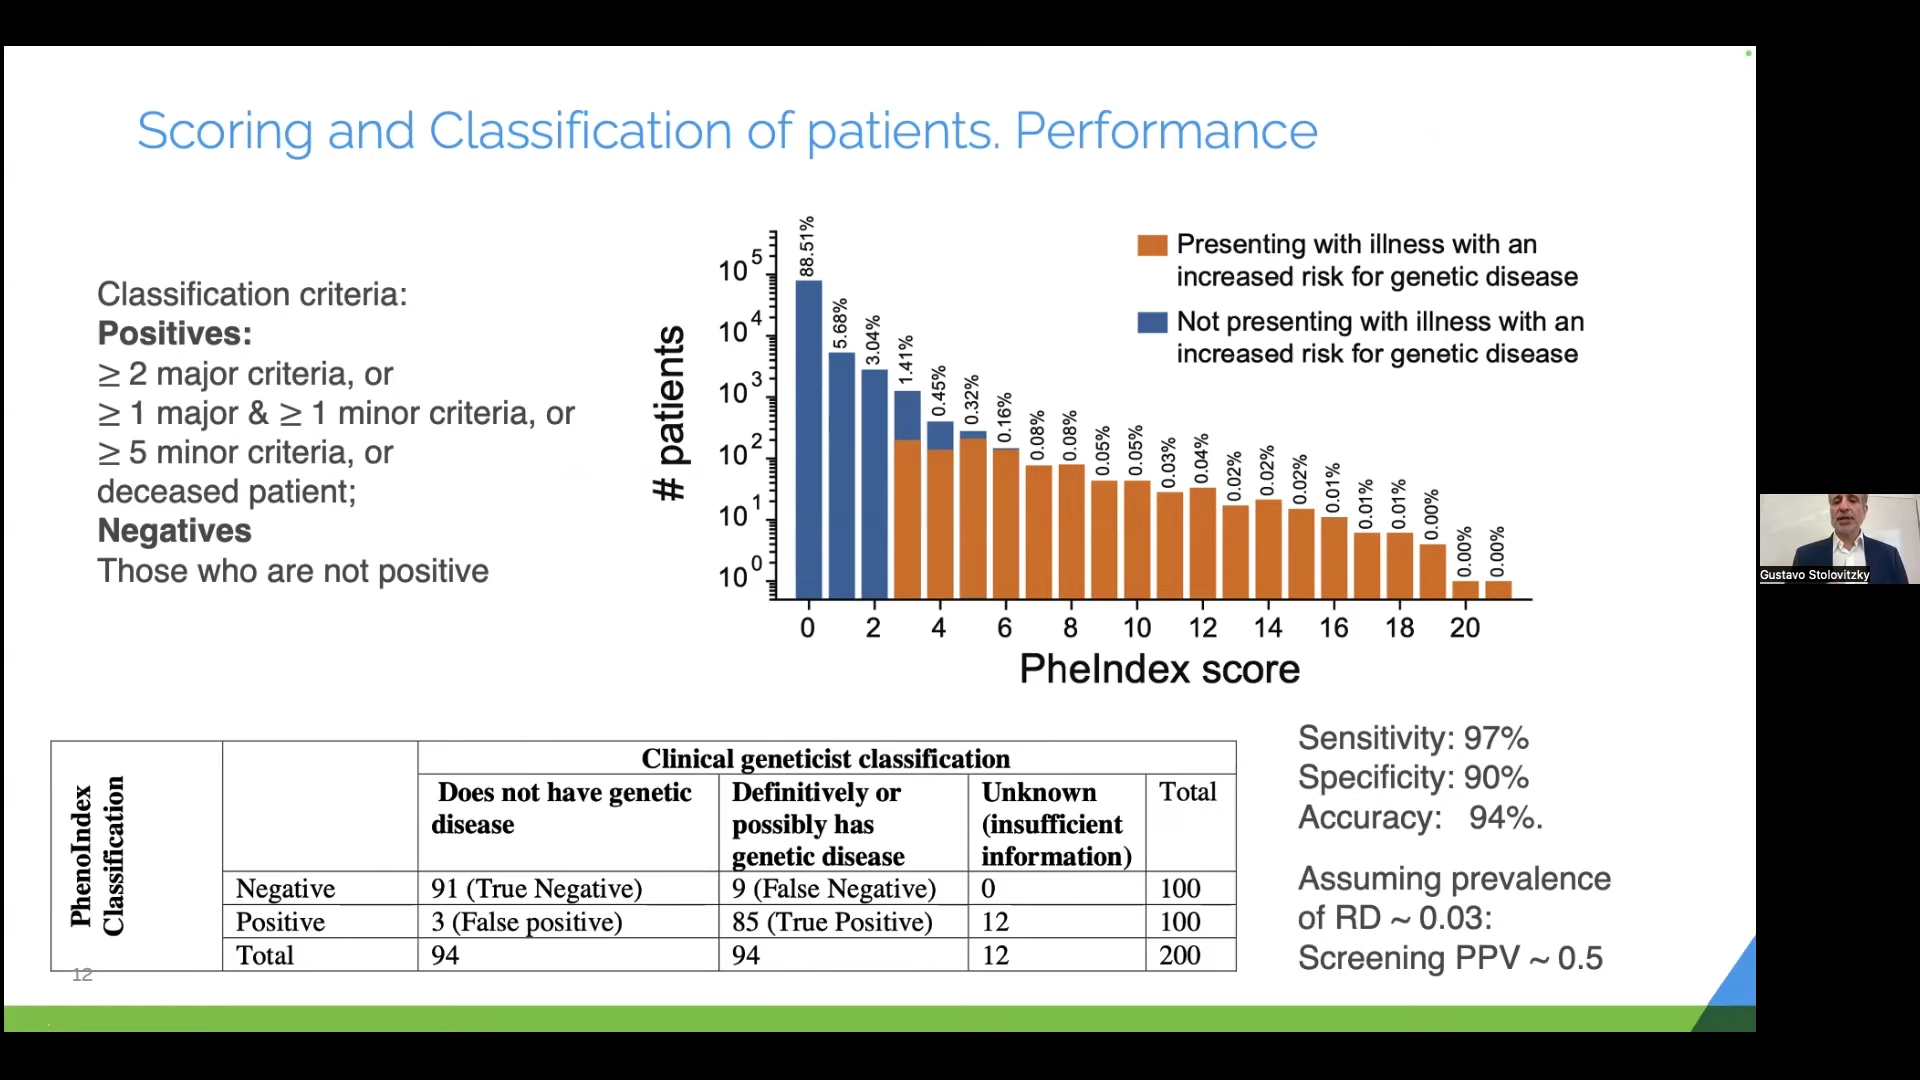 Scoring and Classification of patients. Performance
Classification criteria:
Positives:
≥ 2 major criteria, or
≥ 1 major & ≥ 1 minor criteria, or
≥ 5 minor criteria, or
deceased patient;
Negatives
Those who are not positive
# patients
10^5
10^4
10^3
10^2
10^1
10^0
88.51%
5.68%
3.04%
1.41%
0.45%
0.32%
0.16%
0.08%
0.08%
0.05%
0.05%
0.03%
0.04%
0.02%
0.02%
0.02%
0.01%
0.01%
0.01%
0.00%
0.00%
0.00%
Presenting with illness with an
increased risk for genetic disease
Not presenting with illness with an
increased risk for genetic disease
0 2 4 6 8 10 12 14 16 18 20
PheIndex score
Gustavo Stolovitzky
PhenoIndex
Classification
Clinical geneticist classification
Does not have genetic
disease
Definitively or
possibly has
genetic disease
Unknown
(insufficient
information)
Total
Negative 91 (True Negative) 9 (False Negative) 0 100
Positive 3 (False positive) 85 (True Positive) 12 100
Total 94 94 12 200
Sensitivity: 97%
Specificity: 90%
Accuracy: 94%.
Assuming prevalence
of RD ~ 0.03:
Screening PPV ~ 0.5
12